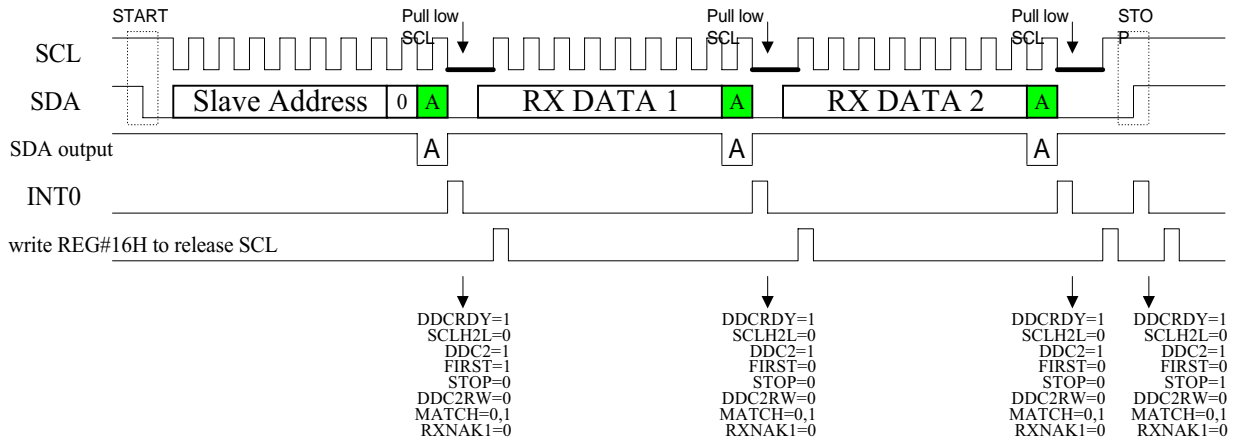 START Pull low SCL Pull low SCL Pull low SCL STO P
SCL
SDA Slave Address 0 A RX DATA 1 A RX DATA 2 A
SDA output A A A
INT0
write REG#16H to release SCL
DDCRDY=1 DDCRDY=1 DDCRDY=1 DDCRDY=1
SCLH2L=0 SCLH2L=0 SCLH2L=0 SCLH2L=0
DDC2=1 DDC2=1 DDC2=1 DDC2=1
FIRST=1 FIRST=0 FIRST=0 FIRST=0
STOP=0 STOP=0 STOP=0 STOP=1
DDC2RW=0 DDC2RW=0 DDC2RW=0 DDC2RW=0
MATCH=0,1 MATCH=0,1 MATCH=0,1 MATCH=0,1
RXNAK1=0 RXNAK1=0 RXNAK1=0 RXNAK1=0